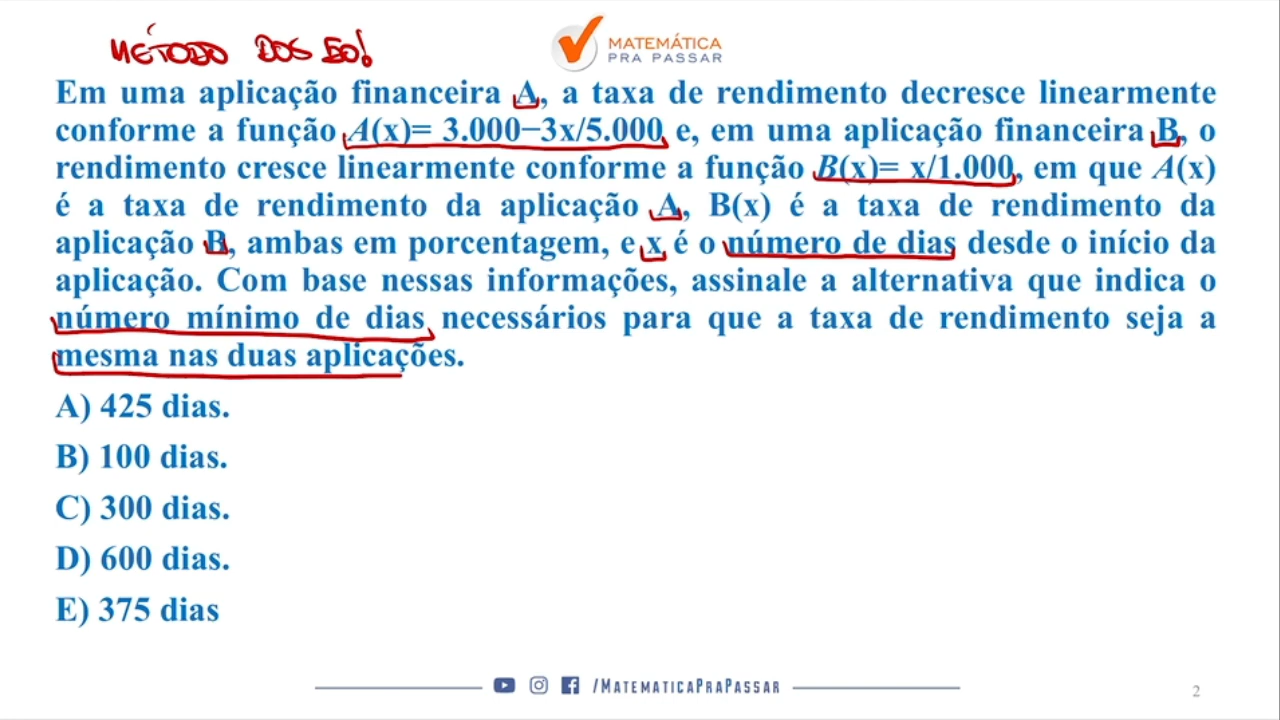 MÉTODO DOS 50!
MATEMÁTICA
PRA PASSAR
Em uma aplicação financeira A, a taxa de rendimento decresce linearmente
conforme a função A(x)= 3.000−3x/5.000 e, em uma aplicação financeira B, o
rendimento cresce linearmente conforme a função B(x)= x/1.000, em que A(x)
é a taxa de rendimento da aplicação A, B(x) é a taxa de rendimento da
aplicação B, ambas em porcentagem, e x é o número de dias desde o início da
aplicação. Com base nessas informações, assinale a alternativa que indica o
número mínimo de dias necessários para que a taxa de rendimento seja a
mesma nas duas aplicações.
A) 425 dias.
B) 100 dias.
C) 300 dias.
D) 600 dias.
E) 375 dias
/MATEMATICAPRAPASSAR
2